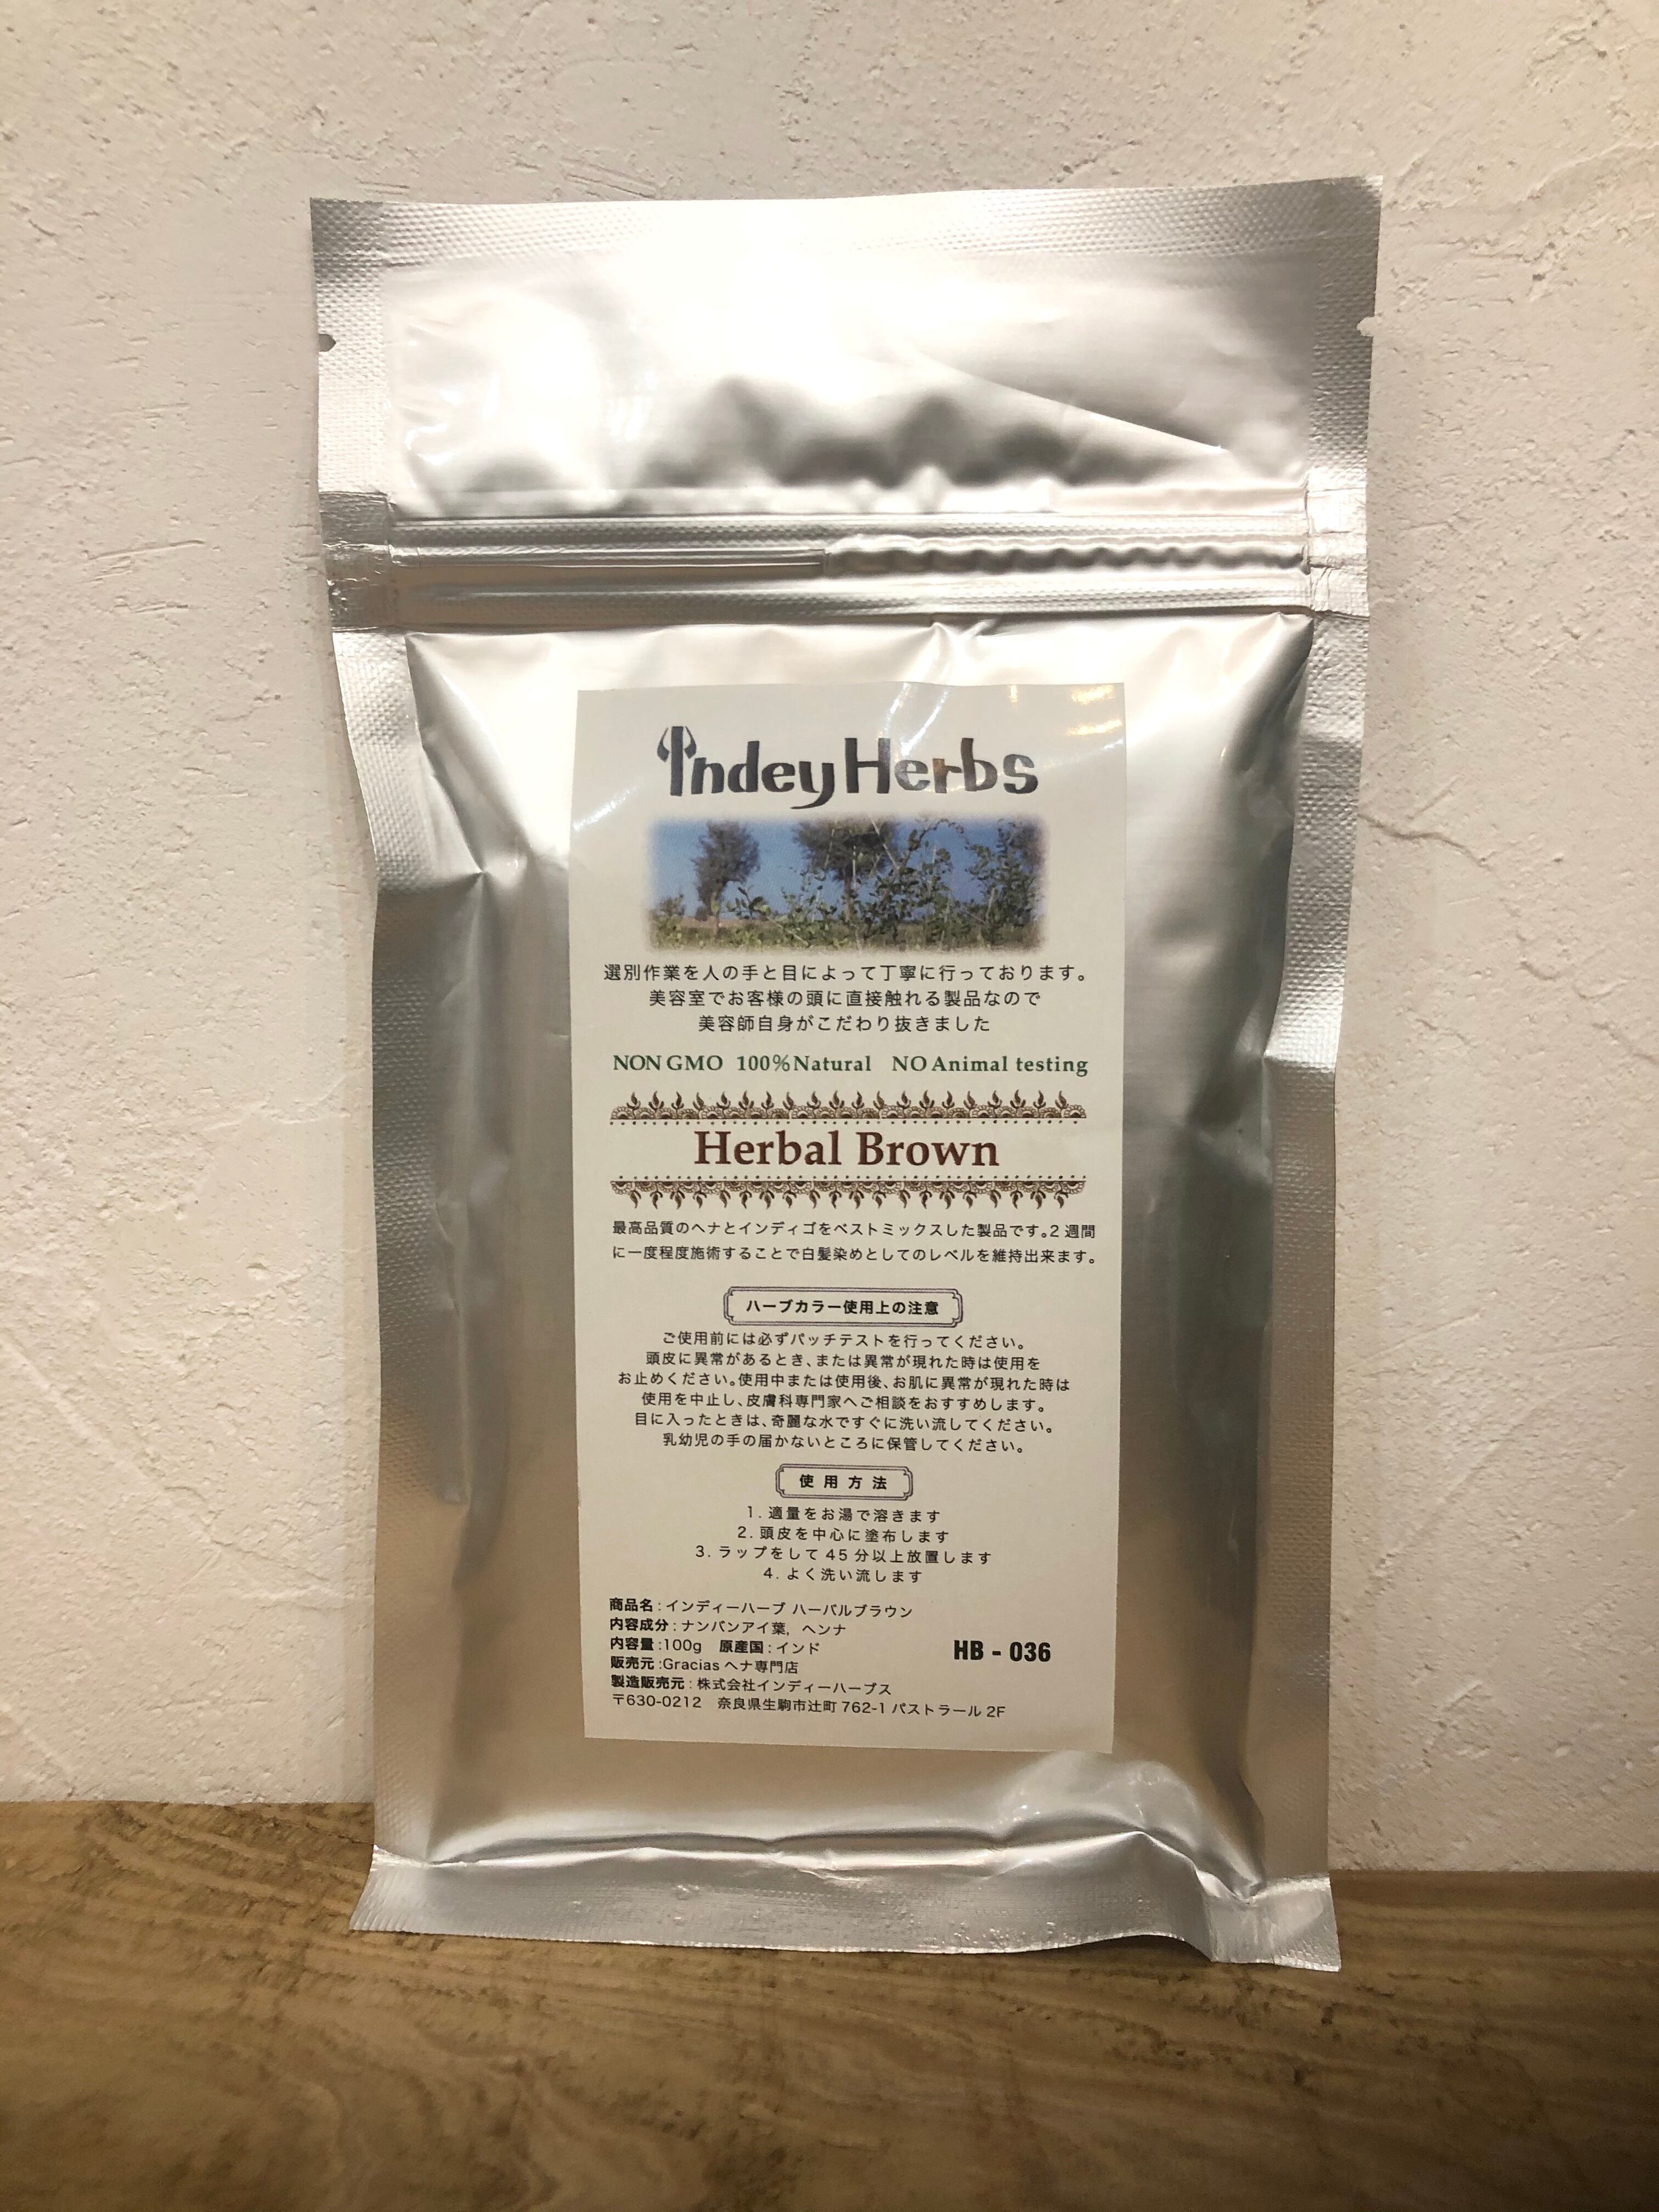 Indey Herbs
選別作業を人の手と目によって丁寧に行っております。
美容室でお客様の頭に直接触れる製品なので
美容師自身がこだわり抜きました
NON GMO 100%Natural NO Animal testing
Herbal Brown
最高品質のヘナとインディゴをベストミックスした製品です。2週間
に一度程度施術することで白髪染めとしてのレベルを維持出来ます。
ハーブカラー使用上の注意
ご使用前には必ずパッチテストを行ってください。
頭皮に異常があるとき、または異常が現れた時は使用を
お止めください。使用中または使用後、お肌に異常が現れた時は
使用を中止し、皮膚科専門家へご相談をおすすめします。
目に入ったときは、奇麗な水ですぐに洗い流してください。
乳幼児の手の届かないところに保管してください。
使用方法
1. 適量をお湯で溶きます
2. 頭皮を中心に塗布します
3. ラップをして 45 分以上放置します
4. よく洗い流します
商品名 : インディーハーブ ハーバルブラウン
内容成分 : ナンバンアイ葉, ヘンナ
内容量 :100g 原産国 : インド
HB - 036
販売元 :Gracias ヘナ専門店
製造販売元 : 株式会社インディーハーブス
〒630-0212 奈良県生駒市辻町 762-1 パストラール 2F